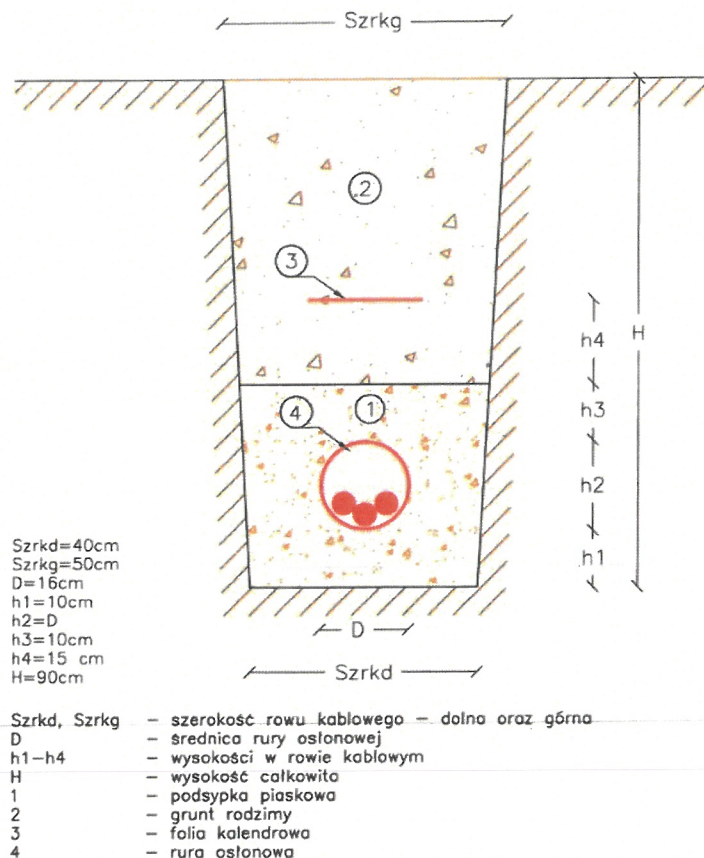 Szrkg
2
3
h4
H
4
1
h3
h2
h1
Szrkd=40cm
Szrkg=50cm
D=16cm
h1=10cm
h2=D
h3=10cm
h4=15 cm
H=90cm
D
Szrkd
Szrkd, Szrkg – szerokość rowu kablowego – dolna oraz górna
D – średnica rury osłonowej
h1–h4 – wysokości w rowie kablowym
H – wysokość całkowita
1 – podsypka piaskowa
2 – grunt rodzimy
3 – folia kalendrowa
4 – rura osłonowa